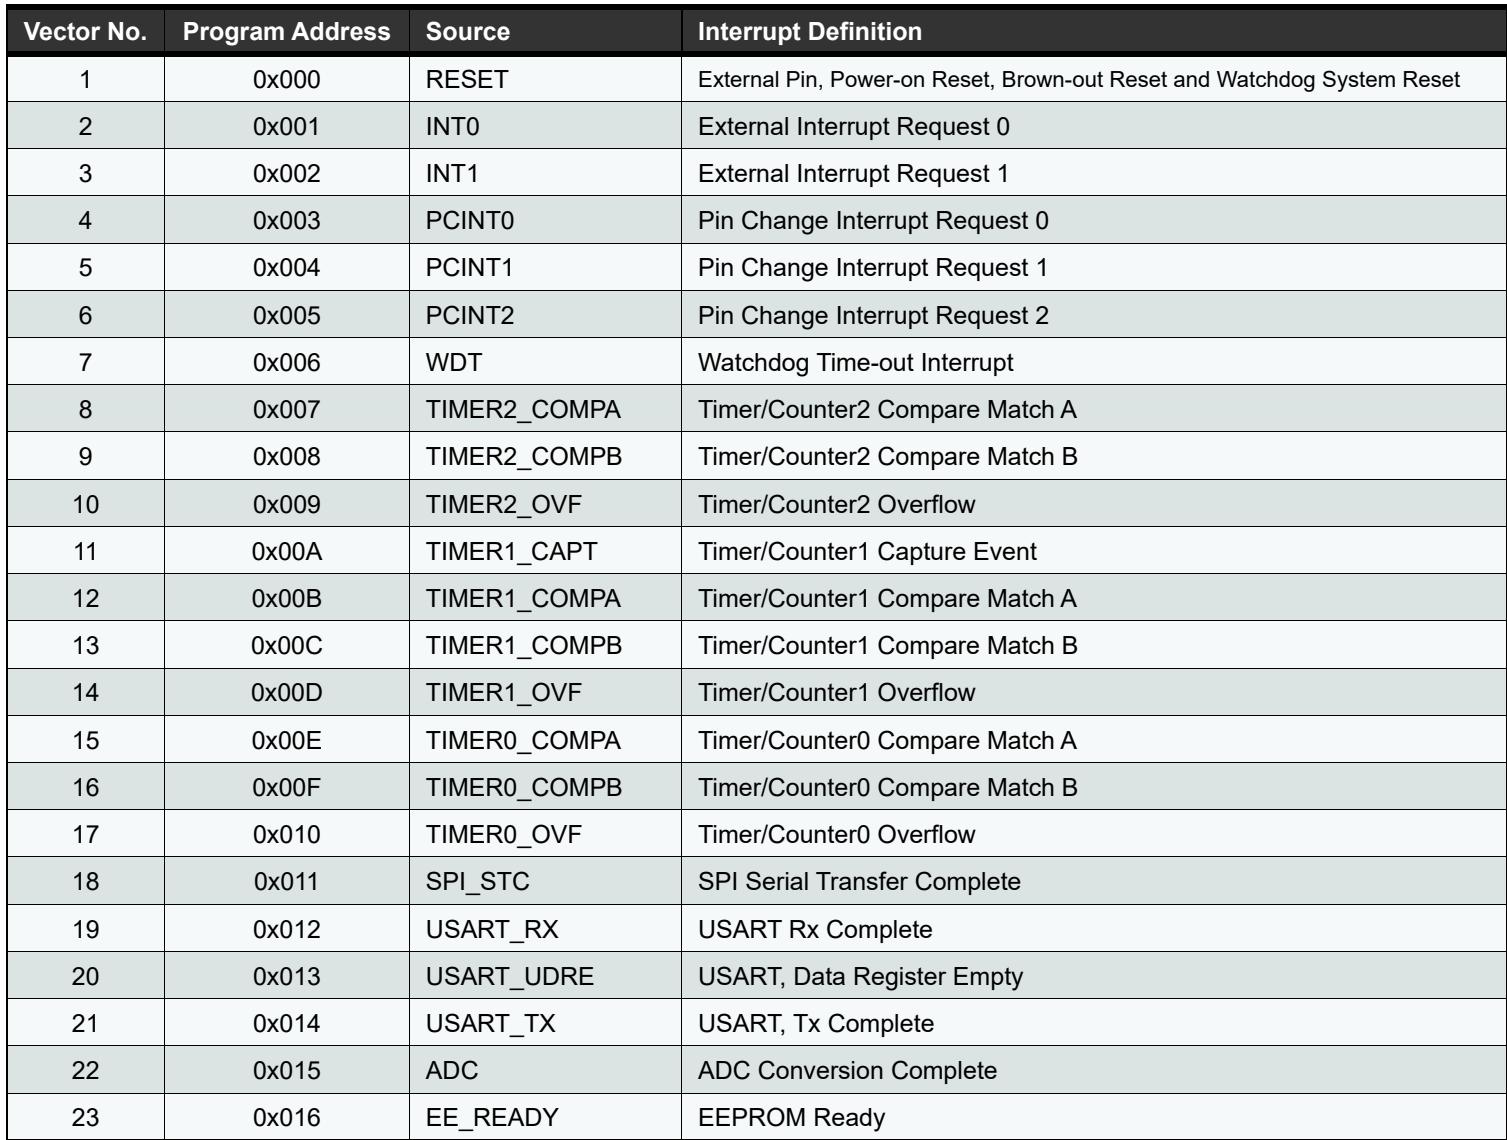 Vector No. Program Address Source Interrupt Definition
1 0x000 RESET External Pin, Power-on Reset, Brown-out Reset and Watchdog System Reset
2 0x001 INT0 External Interrupt Request 0
3 0x002 INT1 External Interrupt Request 1
4 0x003 PCINT0 Pin Change Interrupt Request 0
5 0x004 PCINT1 Pin Change Interrupt Request 1
6 0x005 PCINT2 Pin Change Interrupt Request 2
7 0x006 WDT Watchdog Time-out Interrupt
8 0x007 TIMER2_COMPA Timer/Counter2 Compare Match A
9 0x008 TIMER2_COMPB Timer/Counter2 Compare Match B
10 0x009 TIMER2_OVF Timer/Counter2 Overflow
11 0x00A TIMER1_CAPT Timer/Counter1 Capture Event
12 0x00B TIMER1_COMPA Timer/Counter1 Compare Match A
13 0x00C TIMER1_COMPB Timer/Counter1 Compare Match B
14 0x00D TIMER1_OVF Timer/Counter1 Overflow
15 0x00E TIMER0_COMPA Timer/Counter0 Compare Match A
16 0x00F TIMER0_COMPB Timer/Counter0 Compare Match B
17 0x010 TIMER0_OVF Timer/Counter0 Overflow
18 0x011 SPI_STC SPI Serial Transfer Complete
19 0x012 USART_RX USART Rx Complete
20 0x013 USART_UDRE USART, Data Register Empty
21 0x014 USART_TX USART, Tx Complete
22 0x015 ADC ADC Conversion Complete
23 0x016 EE_READY EEPROM Ready